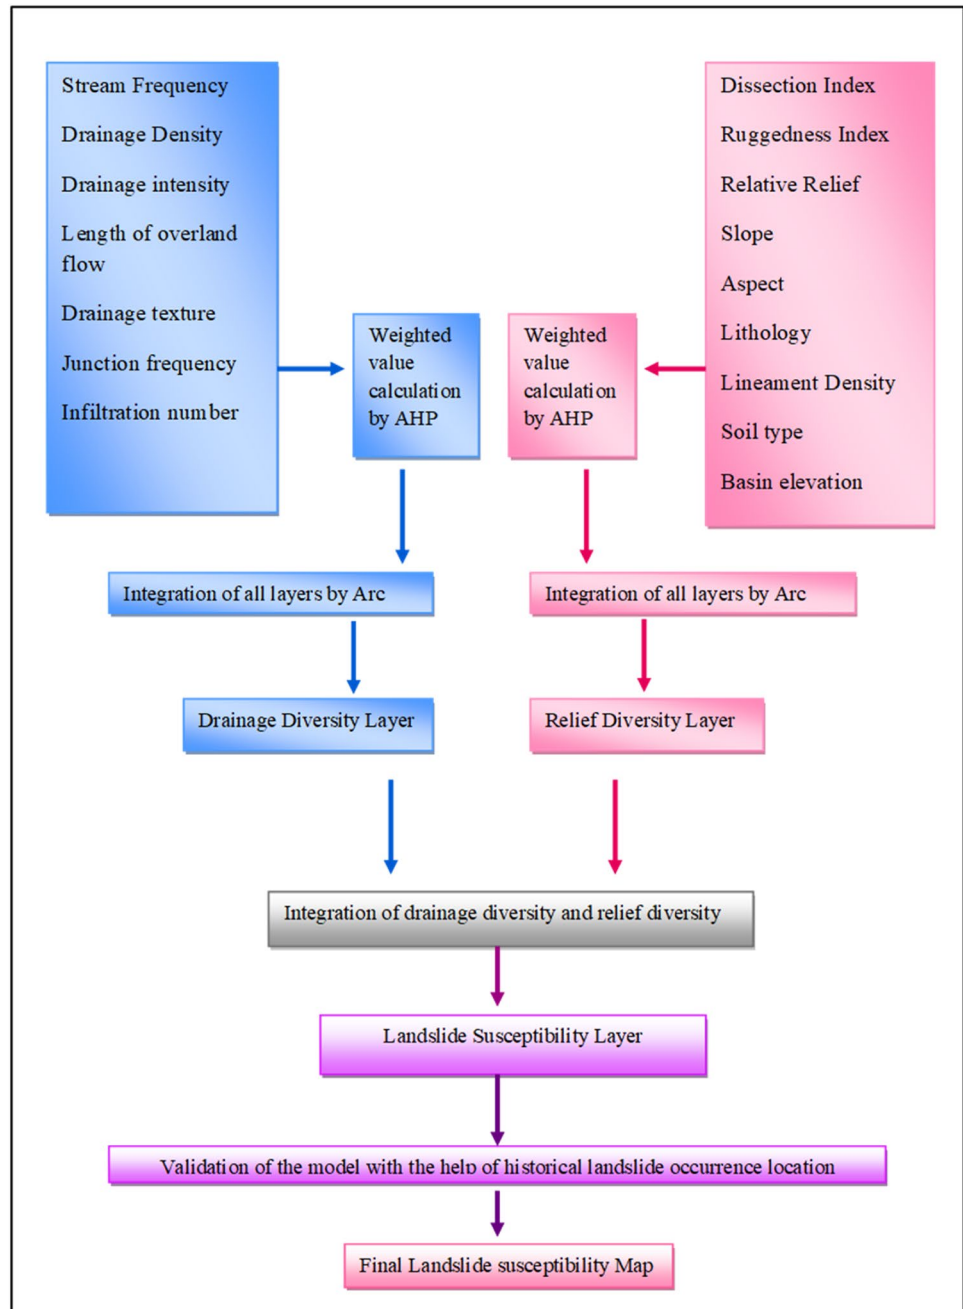 Stream Frequency
Drainage Density
Drainage intensity
Length of overland
flow
Drainage texture
Junction frequency
Infiltration number
Weighted
value
calculation
by AHP
Weighted
value
calculation
by AHP
Dissection Index
Ruggedness Index
Relative Relief
Slope
Aspect
Lithology
Lineament Density
Soil type
Basin elevation
Integration of all layers by Arc
Integration of all layers by Arc
Drainage Diversity Layer
Relief Diversity Layer
Integration of drainage diversity and relief diversity
Landslide Susceptibility Layer
Validation of the model with the help of historical landslide occurrence location
Final Landslide susceptibility Map